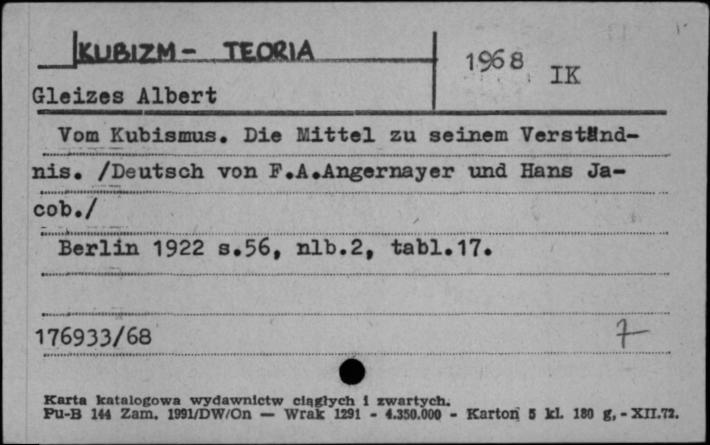 KUBIZM - TEORIA
1968 IK
Gleizes Albert
Vom Kubismus. Die Mittel zu seinem Verständ-
nis. /Deutsch von F.A.Angernayer und Hans Ja-
cob./
Berlin 1922 s.56, nlb.2, tabl.17.
176933/68
7
Karta katalogowa wydawnictw ciągłych i zwartych.
Pu-B 144 Zam. 1991/DW/On — Wrak 1291 - 4.350.000 - Karton 5 kl. 180 g, - XII.72.